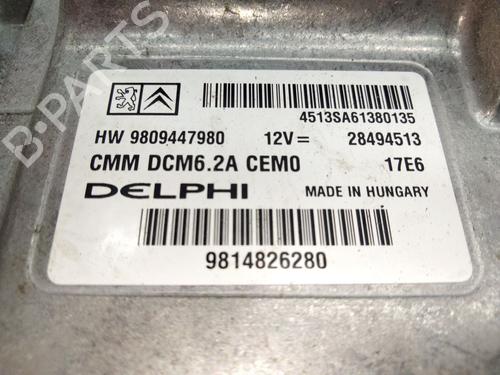 B-PARTS
4513SA61380135
HW 9809447980 12V= 28494513
CMM DCM6.2A CEM0 17E6
DELPHI MADE IN HUNGARY
9814826280